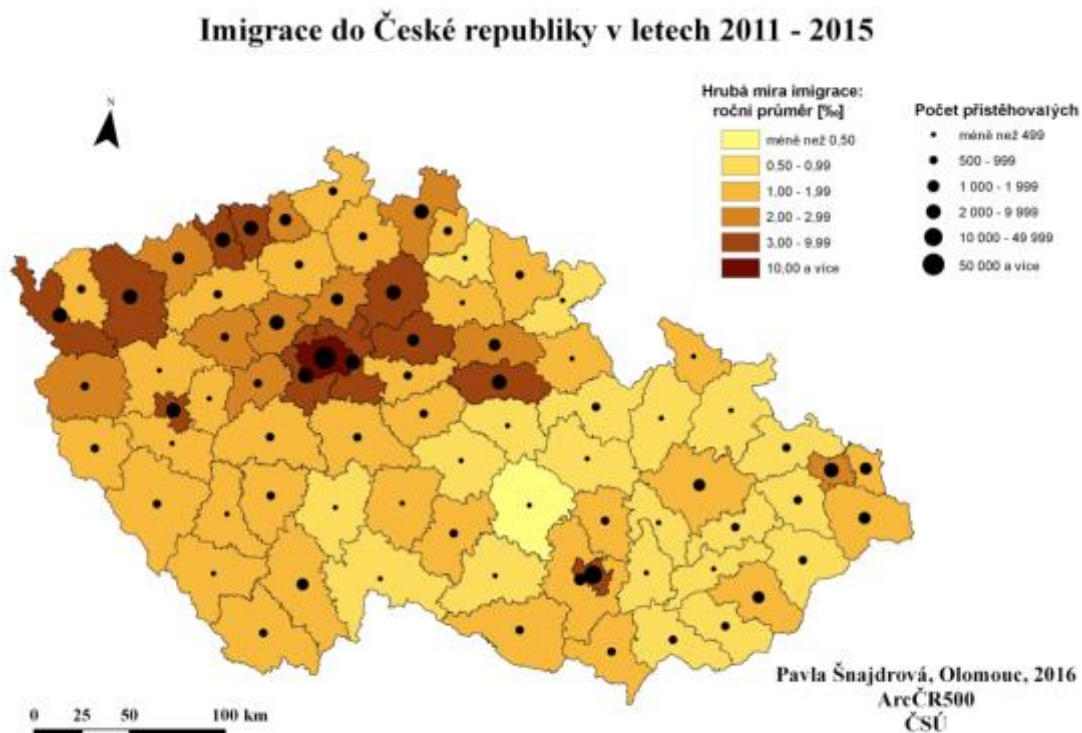 Imigrace do České republiky v letech 2011 - 2015
N
Hrubá míra imigrace:
roční průměr [‰]
méně než 0,50
0,50 - 0,99
1,00 - 1,99
2,00 - 2,99
3,00 - 9,99
10,00 a více
Počet přistěhovalých
méně než 499
500 - 999
1 000 - 1 999
2 000 - 9 999
10 000 - 49 999
50 000 a více
0 25 50 100 km
Pavla Šnajdrová, Olomouc, 2016
ArcČR500
ČSÚ